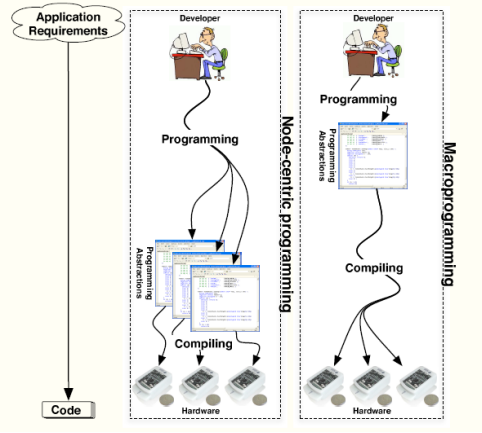 Application
Requirements
Code
Developer
Programming
Programming
Abstractions
Compiling
Hardware
Node-centric programming
Developer
Programming
Programming
Abstractions
Compiling
Hardware
Macroprogramming